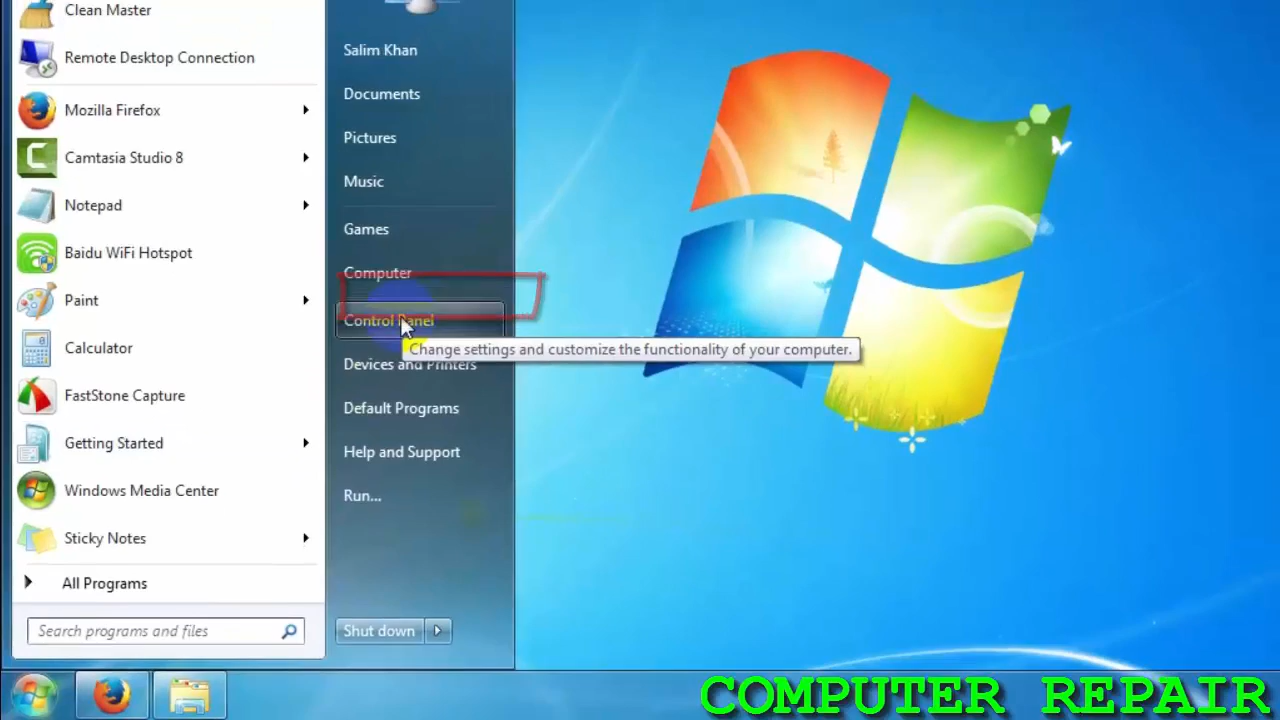 Clean Master
Remote Desktop Connection
Mozilla Firefox
Camtasia Studio 8
Notepad
Baidu WiFi Hotspot
Paint
Calculator
FastStone Capture
Getting Started
Windows Media Center
Sticky Notes
All Programs
Search programs and files
Salim Khan
Documents
Pictures
Music
Games
Computer
Control Panel
Change settings and customize the functionality of your computer.
Devices and Printers
Default Programs
Help and Support
Run...
Shut down
COMPUTER REPAIR